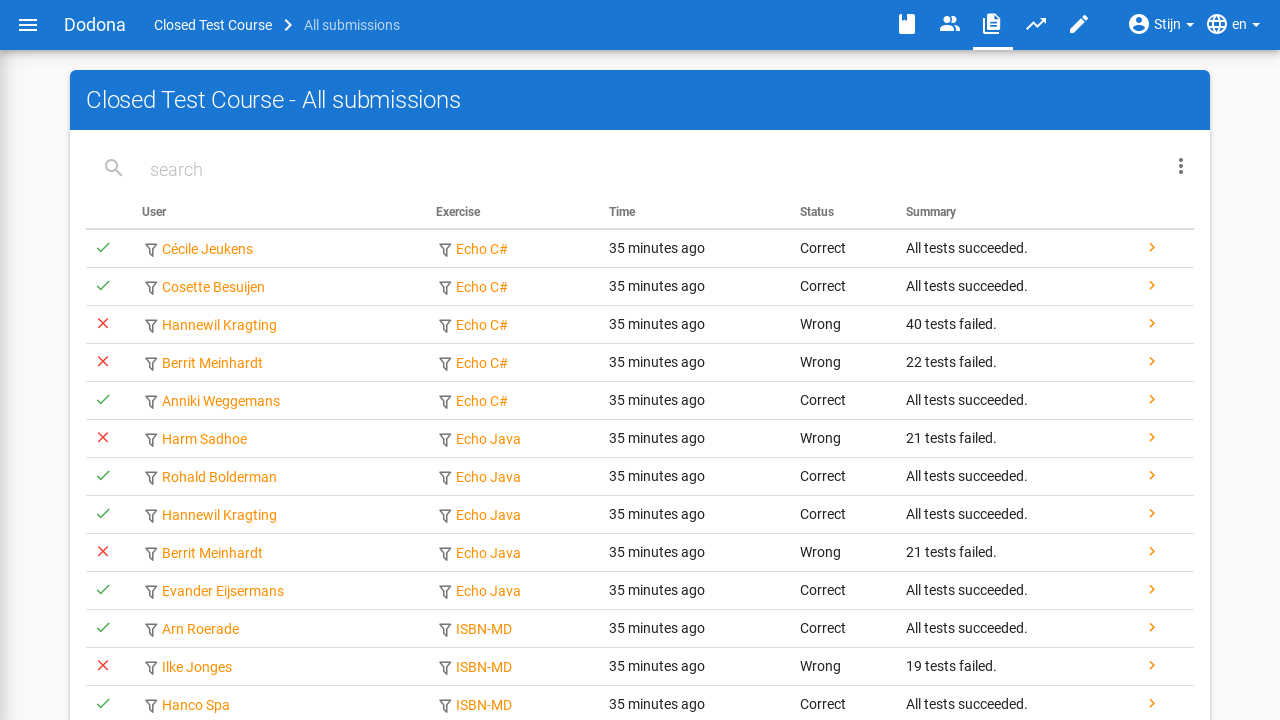 Dodona Closed Test Course All submissions Stijn en
Closed Test Course - All submissions
search
User Exercise Time Status Summary
Cécile Jeukens Echo C# 35 minutes ago Correct All tests succeeded.
Cosette Besuijen Echo C# 35 minutes ago Correct All tests succeeded.
Hannewil Kragting Echo C# 35 minutes ago Wrong 40 tests failed.
Berrit Meinhardt Echo C# 35 minutes ago Wrong 22 tests failed.
Anniki Weggemans Echo C# 35 minutes ago Correct All tests succeeded.
Harm Sadhoe Echo Java 35 minutes ago Wrong 21 tests failed.
Rohald Bolderman Echo Java 35 minutes ago Correct All tests succeeded.
Hannewil Kragting Echo Java 35 minutes ago Correct All tests succeeded.
Berrit Meinhardt Echo Java 35 minutes ago Wrong 21 tests failed.
Evander Eijsermans Echo Java 35 minutes ago Correct All tests succeeded.
Arn Roerade ISBN-MD 35 minutes ago Correct All tests succeeded.
Ilke Jonges ISBN-MD 35 minutes ago Wrong 19 tests failed.
Hanco Spa ISBN-MD 35 minutes ago Correct All tests succeeded.